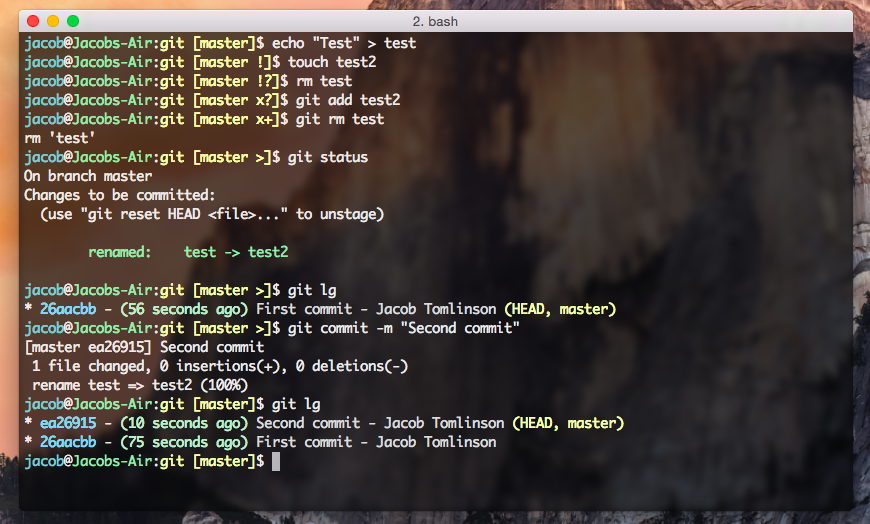 2. bash
jacob@Jacobs-Air:git [master]$ echo "Test" > test
jacob@Jacobs-Air:git [master !]$ touch test2
jacob@Jacobs-Air:git [master !?]$ rm test
jacob@Jacobs-Air:git [master x?]$ git add test2
jacob@Jacobs-Air:git [master x+]$ git rm test
rm 'test'
jacob@Jacobs-Air:git [master >]$ git status
On branch master
Changes to be committed:
  (use "git reset HEAD <file>..." to unstage)
        renamed:    test -> test2
jacob@Jacobs-Air:git [master >]$ git lg
* 26aacbb - (56 seconds ago) First commit - Jacob Tomlinson (HEAD, master)
jacob@Jacobs-Air:git [master >]$ git commit -m "Second commit"
[master ea26915] Second commit
 1 file changed, 0 insertions(+), 0 deletions(-)
 rename test => test2 (100%)
jacob@Jacobs-Air:git [master]$ git lg
* ea26915 - (10 seconds ago) Second commit - Jacob Tomlinson (HEAD, master)
* 26aacbb - (75 seconds ago) First commit - Jacob Tomlinson
jacob@Jacobs-Air:git [master]$